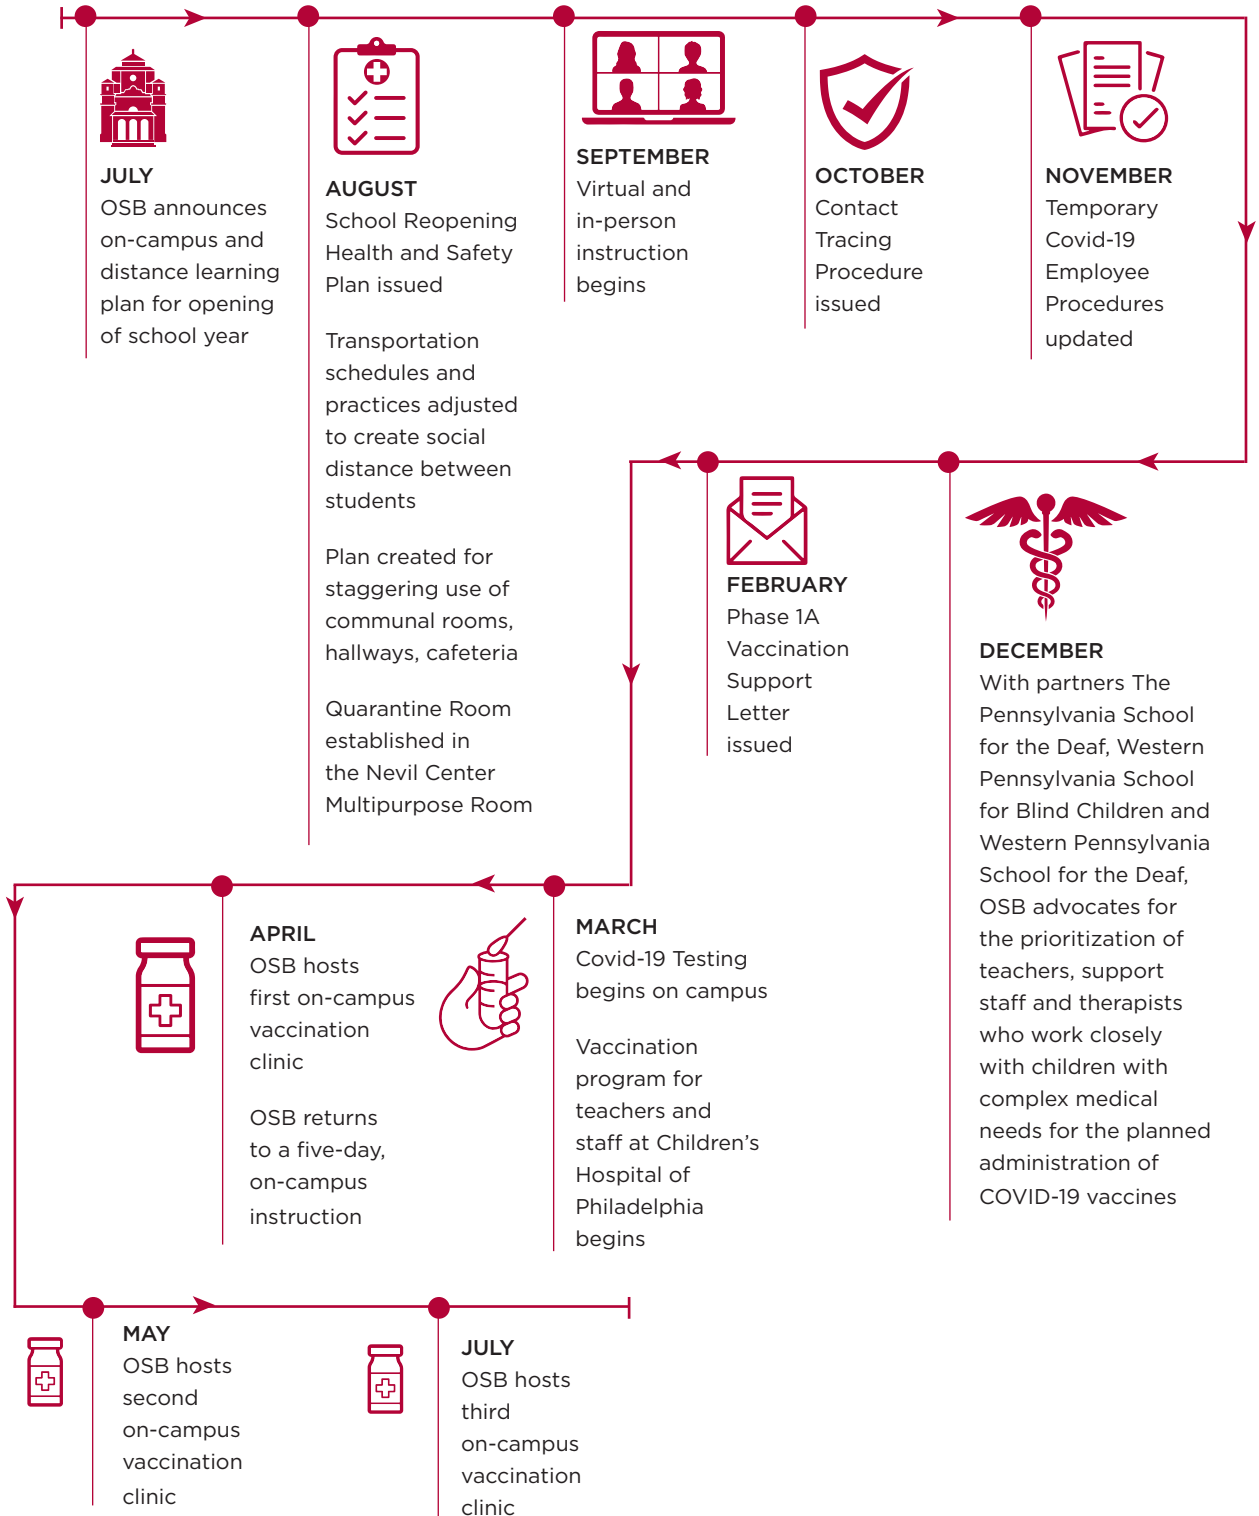 JULY
OSB announces
on-campus and
distance learning
plan for opening
of school year
AUGUST
School Reopening
Health and Safety
Plan issued
Transportation
schedules and
practices adjusted
to create social
distance between
students
Plan created for
staggering use of
communal rooms,
hallways, cafeteria
Quarantine Room
established in
the Nevil Center
Multipurpose Room
SEPTEMBER
Virtual and
in-person
instruction
begins
OCTOBER
Contact
Tracing
Procedure
issued
NOVEMBER
Temporary
Covid-19
Employee
Procedures
updated
DECEMBER
With partners The
Pennsylvania School
for the Deaf, Western
Pennsylvania School
for Blind Children and
Western Pennsylvania
School for the Deaf,
OSB advocates for
the prioritization of
teachers, support
staff and therapists
who work closely
with children with
complex medical
needs for the planned
administration of
COVID-19 vaccines
FEBRUARY
Phase 1A
Vaccination
Support
Letter
issued
MARCH
Covid-19 Testing
begins on campus
Vaccination
program for
teachers and
staff at Children's
Hospital of
Philadelphia
begins
APRIL
OSB hosts
first on-campus
vaccination
clinic
OSB returns
to a five-day,
on-campus
instruction
MAY
OSB hosts
second
on-campus
vaccination
clinic
JULY
OSB hosts
third
on-campus
vaccination
clinic